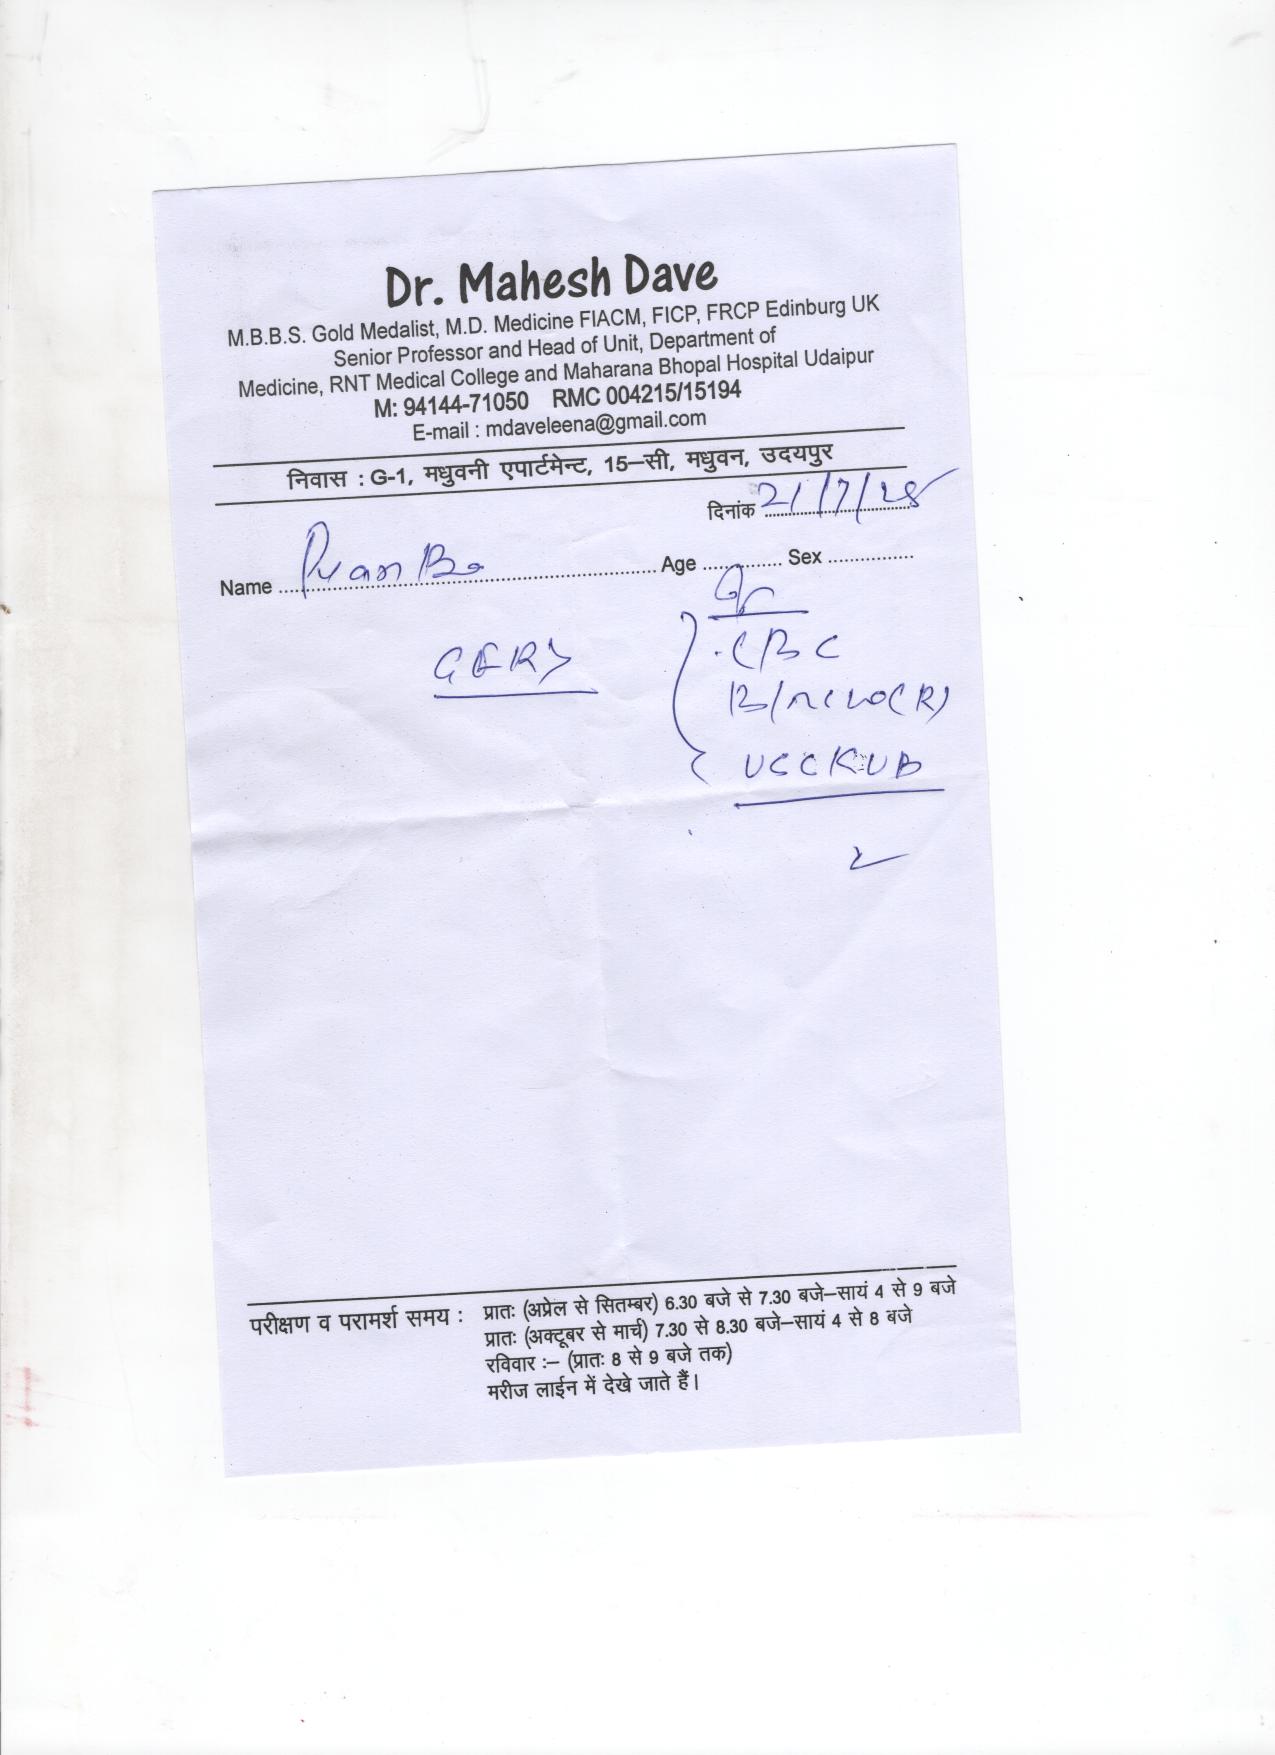 Dr. Mahesh Dave
M.B.B.S. Gold Medalist, M.D. Medicine FIACM, FICP, FRCP Edinburg UK
Senior Professor and Head of Unit, Department of
Medicine, RNT Medical College and Maharana Bhopal Hospital Udaipur
M: 94144-71050 RMC 004215/15194
E-mail : mdaveleena@gmail.com
निवास : G-1, मधुवनी एपार्टमेन्ट, 15–सी, मधुवन, उदयपुर
दिनांक 21/7/
Name Age Sex
CBC
KUB
परीक्षण व परामर्श समय : प्रातः (अप्रेल से सितम्बर) 6.30 बजे से 7.30 बजे–सायं 4 से 9 बजे
प्रातः (अक्टूबर से मार्च) 7.30 से 8.30 बजे–सायं 4 से 8 बजे
रविवार :– (प्रातः 8 से 9 बजे तक)
मरीज लाईन में देखे जाते हैं।